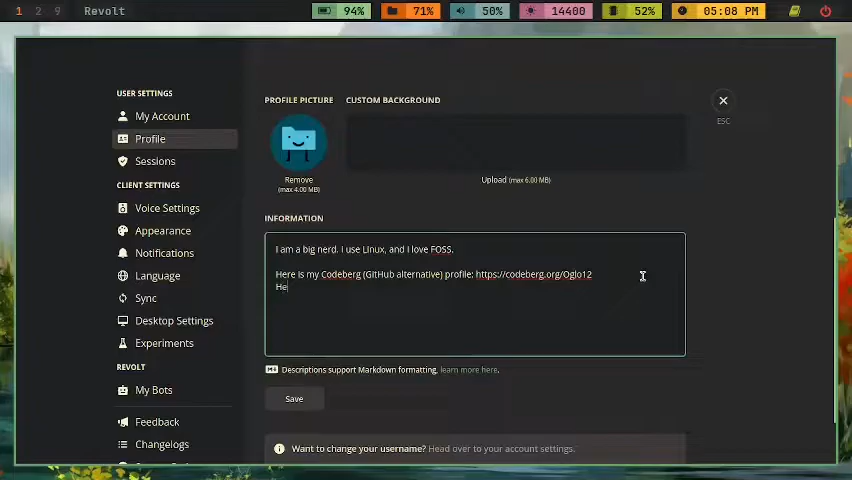 1 2 9 Revolt 94% 71% 50% 14400 52% 05:08 PM
USER SETTINGS
My Account
Profile
Sessions
CLIENT SETTINGS
Voice Settings
Appearance
Notifications
Language
Sync
Desktop Settings
Experiments
REVOLT
My Bots
Feedback
Changelogs
PROFILE PICTURE
Remove
(max 4.00 MB)
CUSTOM BACKGROUND
Upload (max 6.00 MB)
ESC
INFORMATION
I am a big nerd. I use Linux, and I love FOSS.
Here is my Codeberg (GitHub alternative) profile: https://codeberg.org/Oglo12
He
Descriptions support Markdown formatting, learn more here.
Save
Want to change your username? Head over to your account settings.